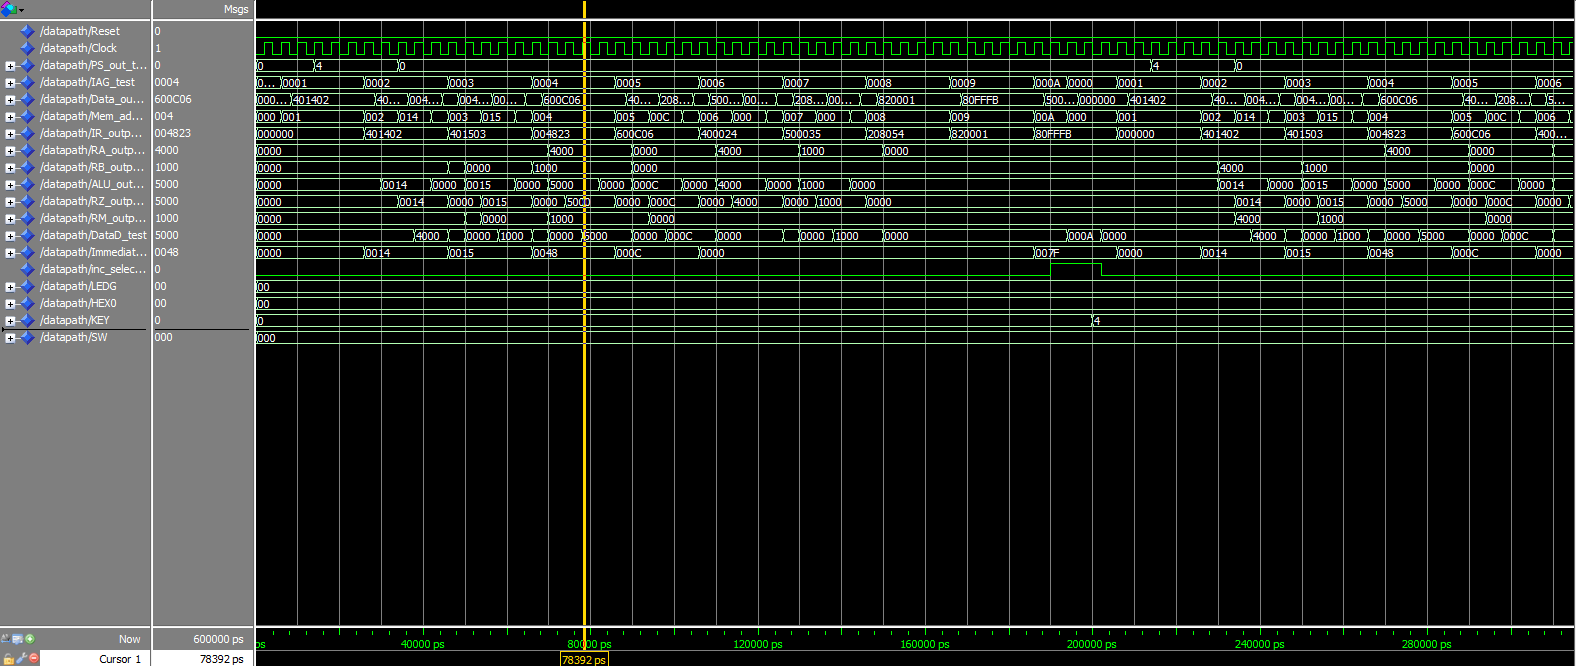 Msgs
/datapath/Reset 0
/datapath/Clock 1
/datapath/PS_out_t... 0 0 4 0 4 0
/datapath/IAG_test 0004 0... 0001 0002 0003 0004 0005 0006 0007 0008 0009 000A 0000 0001 0002 0003 0004 0005 0006
/datapath/Data_ou... 600C06 000... 401402 40... 004... 004... 00... 600C06 40... 208... 500... 00... 208... 00... 820001 80FFFB 500... 000000 401402 40... 004... 004... 00... 600C06 40... 208... 5...
/datapath/Mem_ad... 004 000 001 002 014 003 015 004 005 00C 006 000 007 000 008 009 00A 000 001 002 014 003 015 004 005 00C 006
/datapath/IR_outp... 004823 000000 401402 401503 004823 600C06 400024 500035 208054 820001 80FFFB 000000 401402 401503 004823 600C06 400...
/datapath/RA_outp... 4000 0000 4000 0000 4000 1000 0000 4000 0000
/datapath/RB_outp... 1000 0000 0000 1000 0000 4000 1000 0000
/datapath/ALU_out... 5000 0000 0014 0000 0015 0000 5000 0000 000C 0000 4000 0000 1000 0000 0014 0000 0015 0000 5000 0000 000C 0000
/datapath/RZ_outp... 5000 0000 0014 0000 0015 0000 5000 0000 000C 0000 4000 0000 1000 0000 0014 0000 0015 0000 5000 0000 000C 0000
/datapath/RM_outp... 1000 0000 0000 1000 0000 4000 1000 0000
/datapath/DataD_test 5000 0000 4000 0000 1000 0000 5000 0000 000C 0000 0000 1000 0000 000A 0000 4000 0000 1000 0000 5000 0000 000C
/datapath/Immediat... 0048 0000 0014 0015 0048 000C 0000 007F 0000 0014 0015 0048 000C 0000
/datapath/inc_selec... 0
/datapath/LEDG 00 00
/datapath/HEX0 00 00
/datapath/KEY 0 0 4
/datapath/SW 000 000
Now 600000 ps ps 40000 ps 80000 ps 120000 ps 160000 ps 200000 ps 240000 ps 280000 ps
Cursor 1 78392 ps 78392 ps